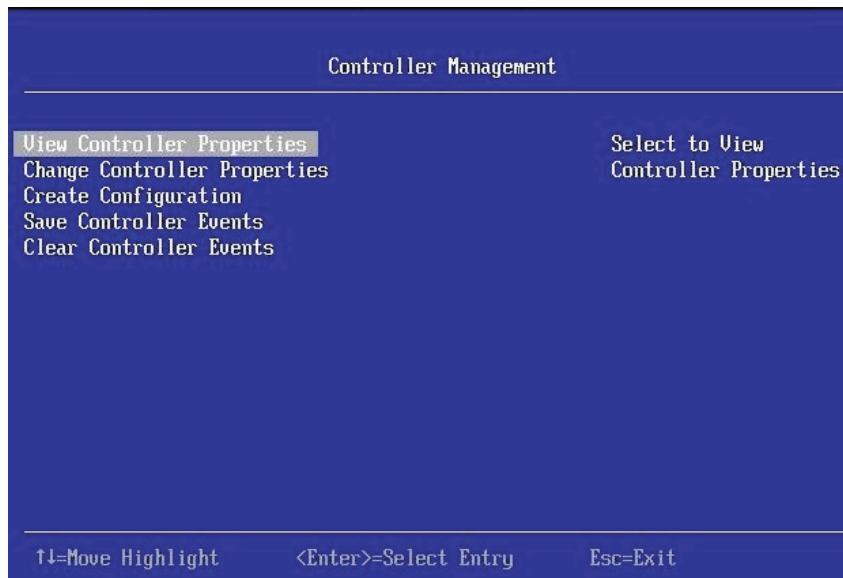 Controller Management
View Controller Properties
Change Controller Properties
Create Configuration
Save Controller Events
Clear Controller Events
Select to View
Controller Properties
↑↓=Move Highlight <Enter>=Select Entry Esc=Exit